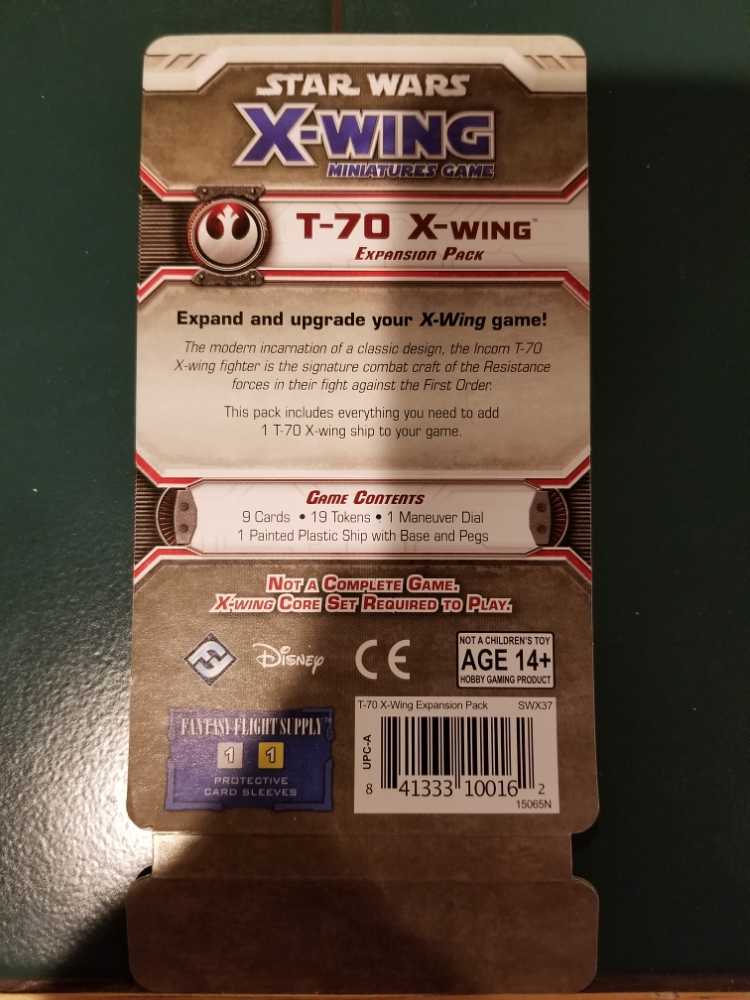 STAR WARS
X-WING
MINIATURES GAME
T-70 X-WING™
EXPANSION PACK
Expand and upgrade your X-Wing game!
The modern incarnation of a classic design, the Incom T-70
X-wing fighter is the signature combat craft of the Resistance
forces in their fight against the First Order.
This pack includes everything you need to add
1 T-70 X-wing ship to your game.
GAME CONTENTS
9 Cards • 19 Tokens • 1 Maneuver Dial
1 Painted Plastic Ship with Base and Pegs
NOT A COMPLETE GAME.
X-WING CORE SET REQUIRED TO PLAY.
Disney
CE
NOT A CHILDREN'S TOY
AGE 14+
HOBBY GAMING PRODUCT
FANTASY FLIGHT SUPPLY™
1 1
PROTECTIVE
CARD SLEEVES
T-70 X-Wing Expansion Pack SWX37
UPC-A
8 41333 10016 2
15065N